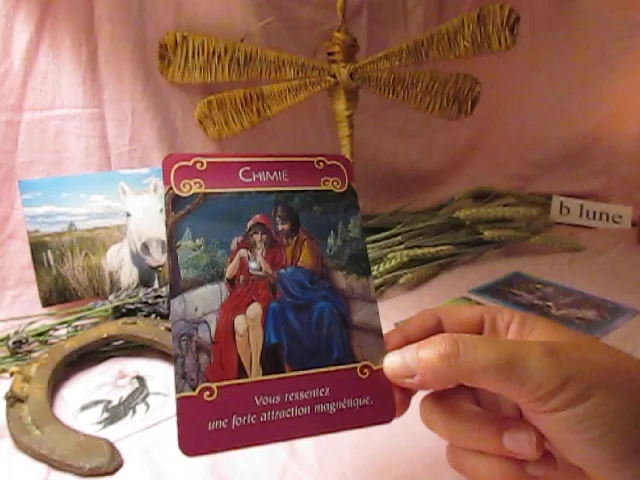 CHIMIE
b lune
Vous ressentez
une forte attraction magnétique.